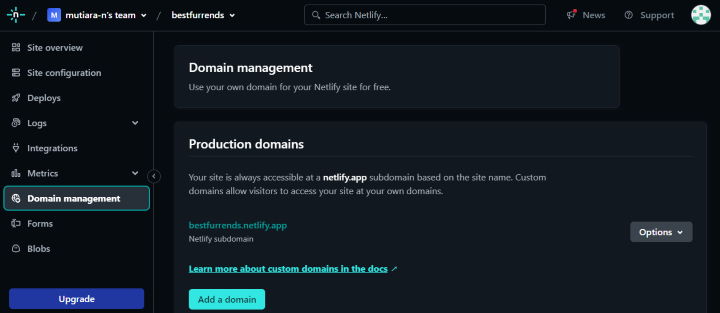 / M mutiara-n's team / bestfurrends
Search Netlify...
News
Support
Site overview
Site configuration
Deploys
Logs
Integrations
Metrics
Domain management
Forms
Blobs
Upgrade
Domain management
Use your own domain for your Netlify site for free.
Production domains
Your site is always accessible at a netlify.app subdomain based on the site name. Custom
domains allow visitors to access your site at your own domains.
bestfurrends.netlify.app
Netlify subdomain
Options
Learn more about custom domains in the docs ↗
Add a domain